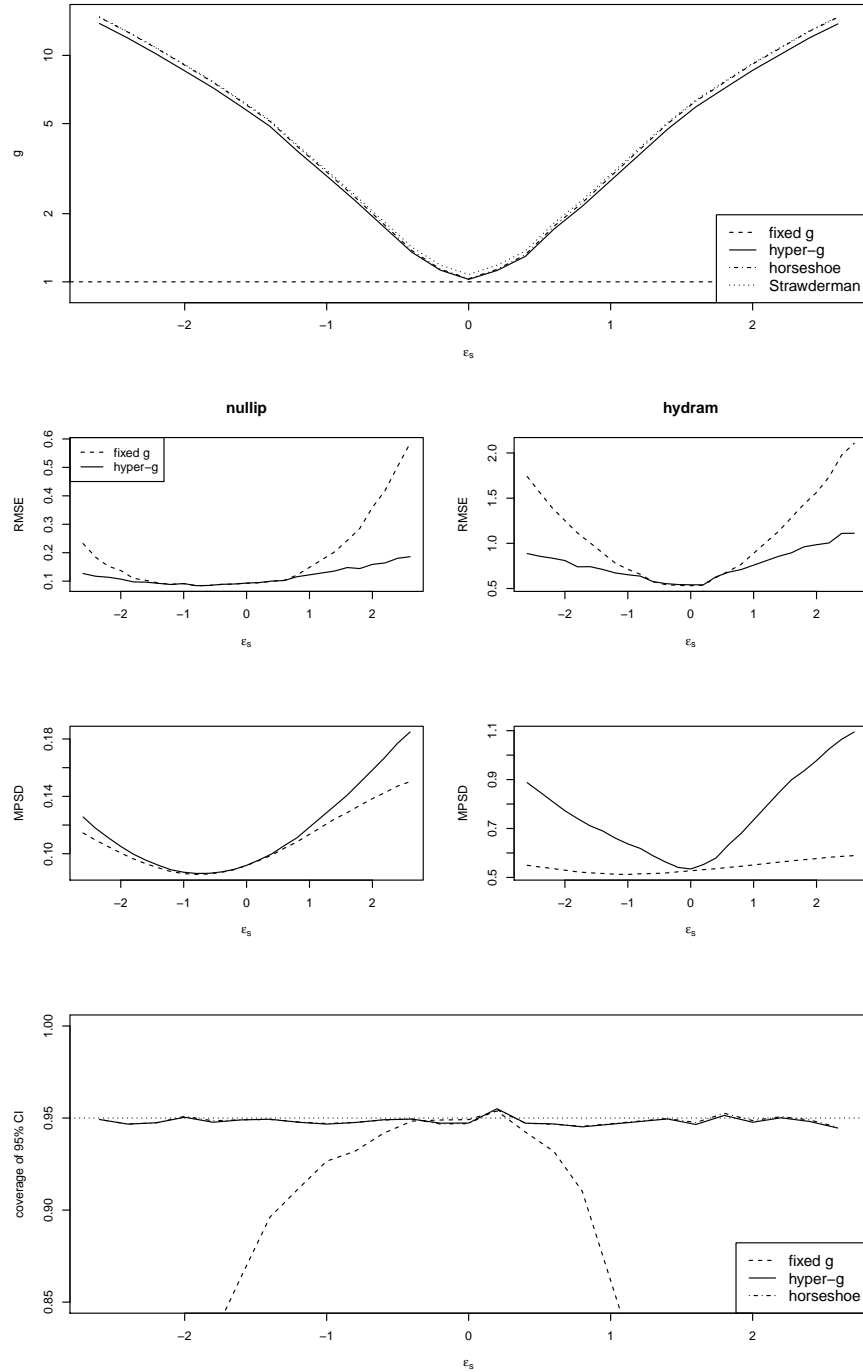 g
10
5
2
1
−2 −1 0 1 2
εs
fixed g
hyper−g
horseshoe
Strawderman
nullip
RMSE
0.6
0.5
0.4
0.3
0.2
0.1
fixed g
hyper−g
−2 −1 0 1 2
εs
hydram
RMSE
2.0
1.5
1.0
0.5
−2 −1 0 1 2
εs
MPSD
0.18
0.14
0.10
−2 −1 0 1 2
εs
MPSD
1.1
0.9
0.7
0.5
−2 −1 0 1 2
εs
coverage of 95% CI
1.00
0.95
0.90
0.85
fixed g
hyper−g
horseshoe
−2 −1 0 1 2
εs